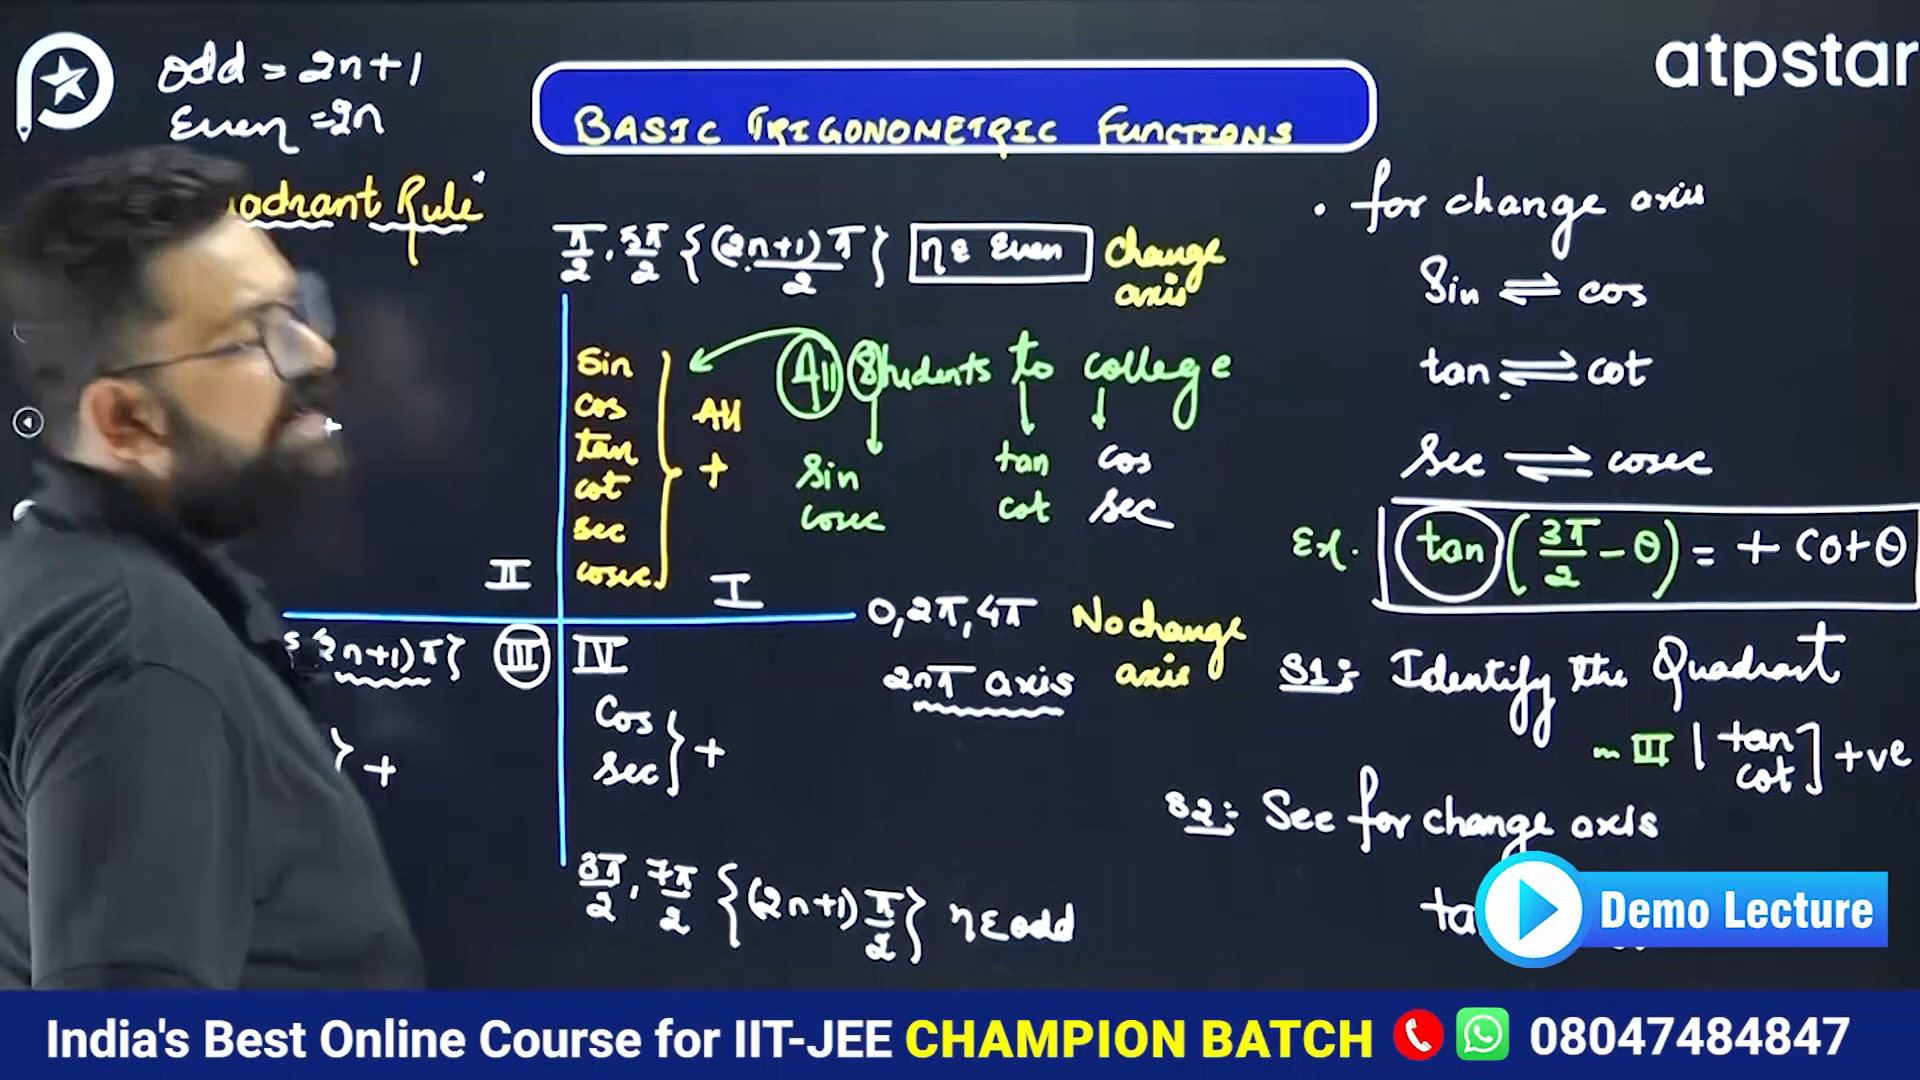 odd = 2n+1
Even = 2n
atpstar
BASIC TRIGONOMETRIC FUNCTIONS
Quadrant Rule
π/2, 5π/2 {(2n+1)π/2} n ε Even change axis
sin
cos
tan
cot
sec
cosec
All
+
All Students to college
sin tan cos
cosec cot sec
II I
III IV
2n+1)π}
0, 2π, 4π No change
2nπ axis axis
} +
Cos
Sec } +
3π/2, 7π/2 {(2n+1)π/2} n ε odd
. for change axis
Sin ⇌ cos
tan ⇌ cot
Sec ⇌ cosec
Ex. tan(3π/2 - θ) = + cot θ
S1: Identify the Quadrant
~ III [tan cot] +ve
S2: See for change axis
Demo Lecture
India's Best Online Course for IIT-JEE CHAMPION BATCH 08047484847